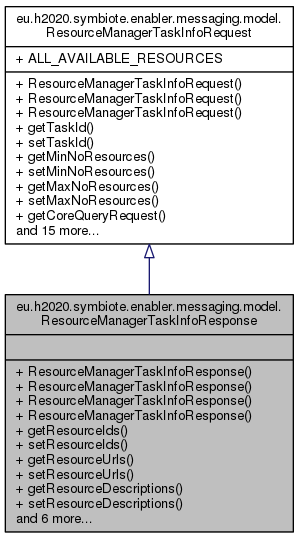 eu.h2020.symbiote.enabler.messaging.model.
ResourceManagerTaskInfoRequest
+ ALL_AVAILABLE_RESOURCES
+ ResourceManagerTaskInfoRequest()
+ ResourceManagerTaskInfoRequest()
+ ResourceManagerTaskInfoRequest()
+ getTaskId()
+ setTaskId()
+ getMinNoResources()
+ setMinNoResources()
+ getMaxNoResources()
+ setMaxNoResources()
+ getCoreQueryRequest()
and 15 more...
eu.h2020.symbiote.enabler.messaging.model.
ResourceManagerTaskInfoResponse
+ ResourceManagerTaskInfoResponse()
+ ResourceManagerTaskInfoResponse()
+ ResourceManagerTaskInfoResponse()
+ ResourceManagerTaskInfoResponse()
+ getResourceIds()
+ setResourceIds()
+ getResourceUrls()
+ setResourceUrls()
+ getResourceDescriptions()
+ setResourceDescriptions()
and 6 more...